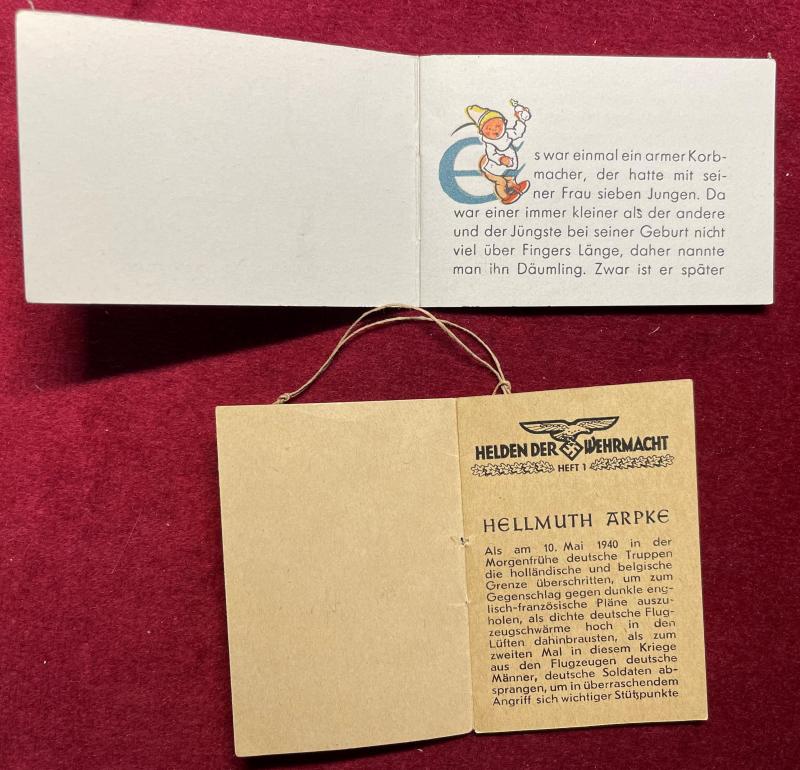 Es war einmal ein armer Korb-
macher, der hatte mit sei-
ner Frau sieben Jungen. Da
war einer immer kleiner als der andere
und der Jüngste bei seiner Geburt nicht
viel über Fingers Länge, daher nannte
man ihn Däumling. Zwar ist er später
HELDEN DER WEHRMACHT
HEFT 1
HELLMUTH ARPKE
Als am 10. Mai 1940 in der
Morgenfrühe deutsche Truppen
die holländische und belgische
Grenze überschritten, um zum
Gegenschlag gegen dunkle eng-
lisch-französische Pläne auszu-
holen, als dichte deutsche Flug-
zeugschwärme hoch in den
Lüften dahinbrausten, als zum
zweiten Mal in diesem Kriege
aus den Flugzeugen deutsche
Männer, deutsche Soldaten ab-
sprangen, um in überraschendem
Angriff sich wichtiger Stützpunkte